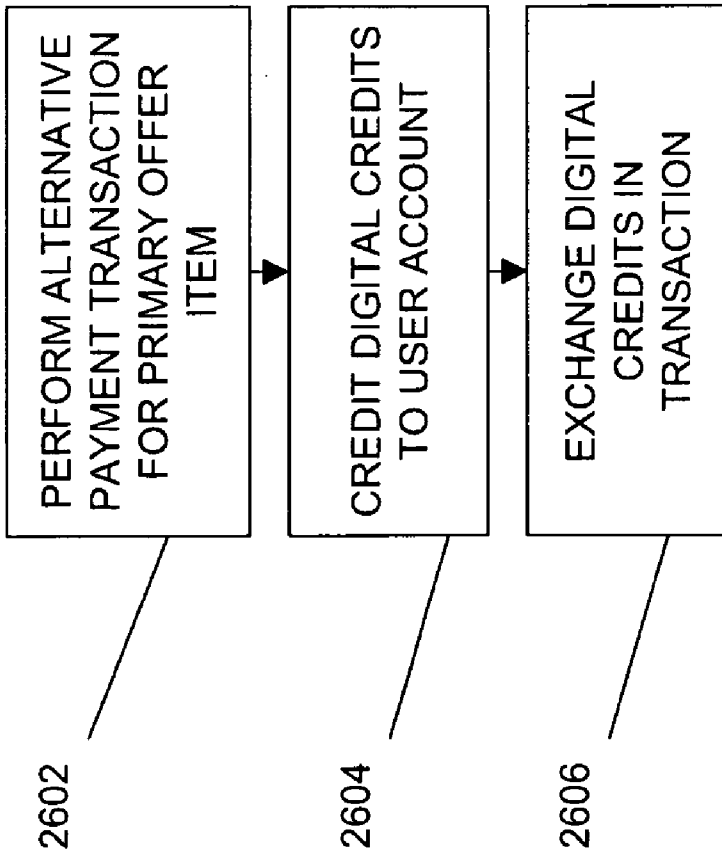 2602
PERFORM ALTERNATIVE
PAYMENT TRANSACTION
FOR PRIMARY OFFER
ITEM
2604
CREDIT DIGITAL CREDITS
TO USER ACCOUNT
2606
EXCHANGE DIGITAL
CREDITS IN
TRANSACTION